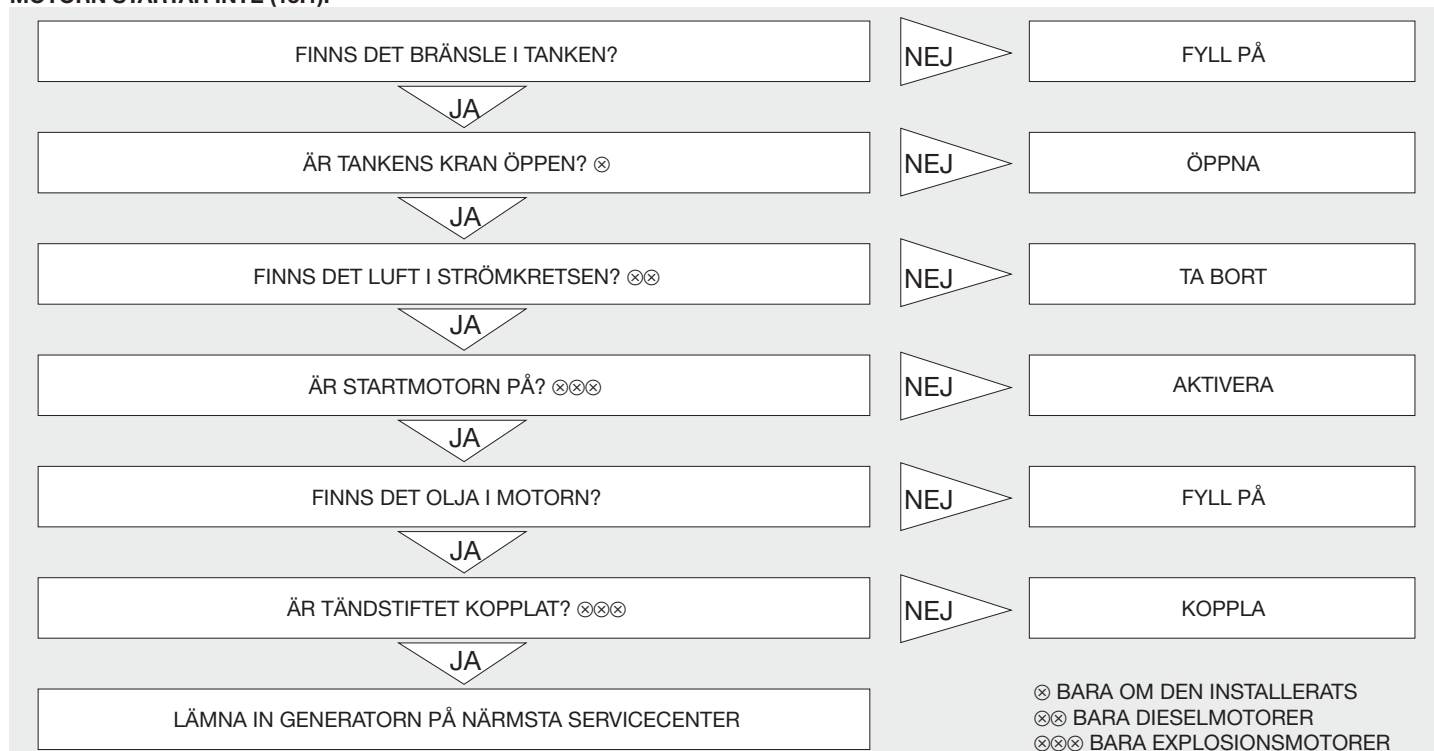 FINNS DET BRÄNSLE I TANKEN?
NEJ
FYLL PÅ
JA
ÄR TANKENS KRAN ÖPPEN? ⊗
NEJ
ÖPPNA
JA
FINNS DET LUFT I STRÖMKRETSEN? ⊗⊗
NEJ
TA BORT
JA
ÄR STARTMOTORN PÅ? ⊗⊗⊗
NEJ
AKTIVERA
JA
FINNS DET OLJA I MOTORN?
NEJ
FYLL PÅ
JA
ÄR TÄNDSTIFTET KOPPLAT? ⊗⊗⊗
NEJ
KOPPLA
JA
LÄMNA IN GENERATORN PÅ NÄRMSTA SERVICECENTER
⊗ BARA OM DEN INSTALLERATS
⊗⊗ BARA DIESELMOTORER
⊗⊗⊗ BARA EXPLOSIONSMOTORER